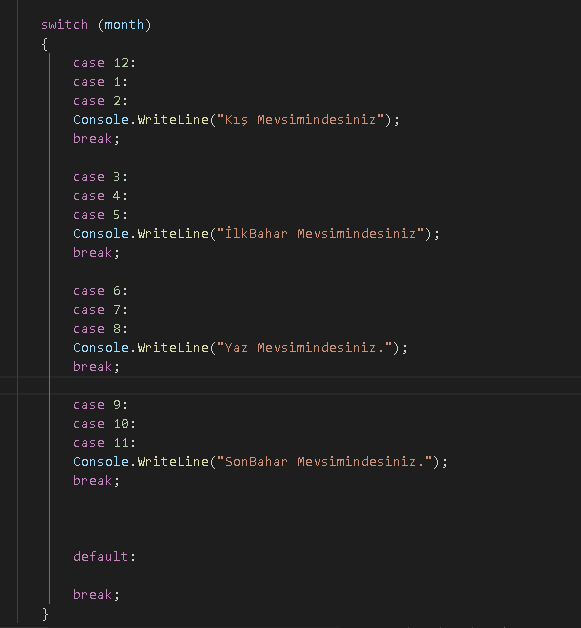 switch (month)
{
case 12:
case 1:
case 2:
Console.WriteLine("Kış Mevsimindesiniz");
break;
case 3:
case 4:
case 5:
Console.WriteLine("İlkBahar Mevsimindesiniz");
break;
case 6:
case 7:
case 8:
Console.WriteLine("Yaz Mevsimindesiniz.");
break;
case 9:
case 10:
case 11:
Console.WriteLine("SonBahar Mevsimindesiniz.");
break;
default:
break;
}